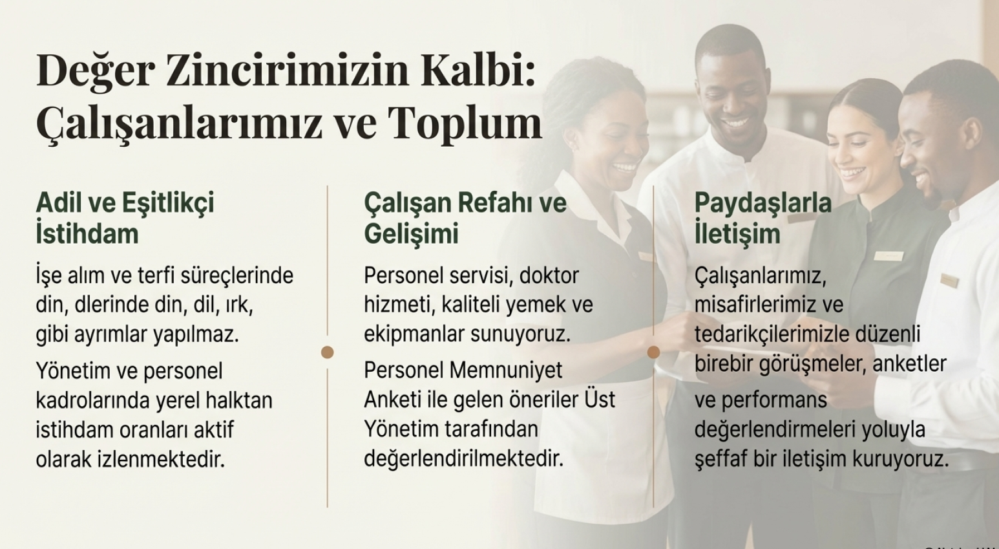 Değer Zincirimizin Kalbi:
Çalışanlarımız ve Toplum
Adil ve Eşitlikçi
İstihdam
İşe alım ve terfi süreçlerinde
din, dlerinde din, dil, ırk,
gibi ayrımlar yapılmaz.
Yönetim ve personel
kadrolarında yerel halktan
istihdam oranları aktif
olarak izlenmektedir.
Çalışan Refahı ve
Gelişimi
Personel servisi, doktor
hizmeti, kaliteli yemek ve
ekipmanlar sunuyoruz.
Personel Memnuniyet
Anketi ile gelen öneriler Üst
Yönetim tarafından
değerlendirilmektedir.
Paydaşlarla
İletişim
Çalışanlarımız,
misafirlerimiz ve
tedarikçilerimizle düzenli
birebir görüşmeler, anketler
ve performans
değerlendirmeleri yoluyla
şeffaf bir iletişim kuruyoruz.